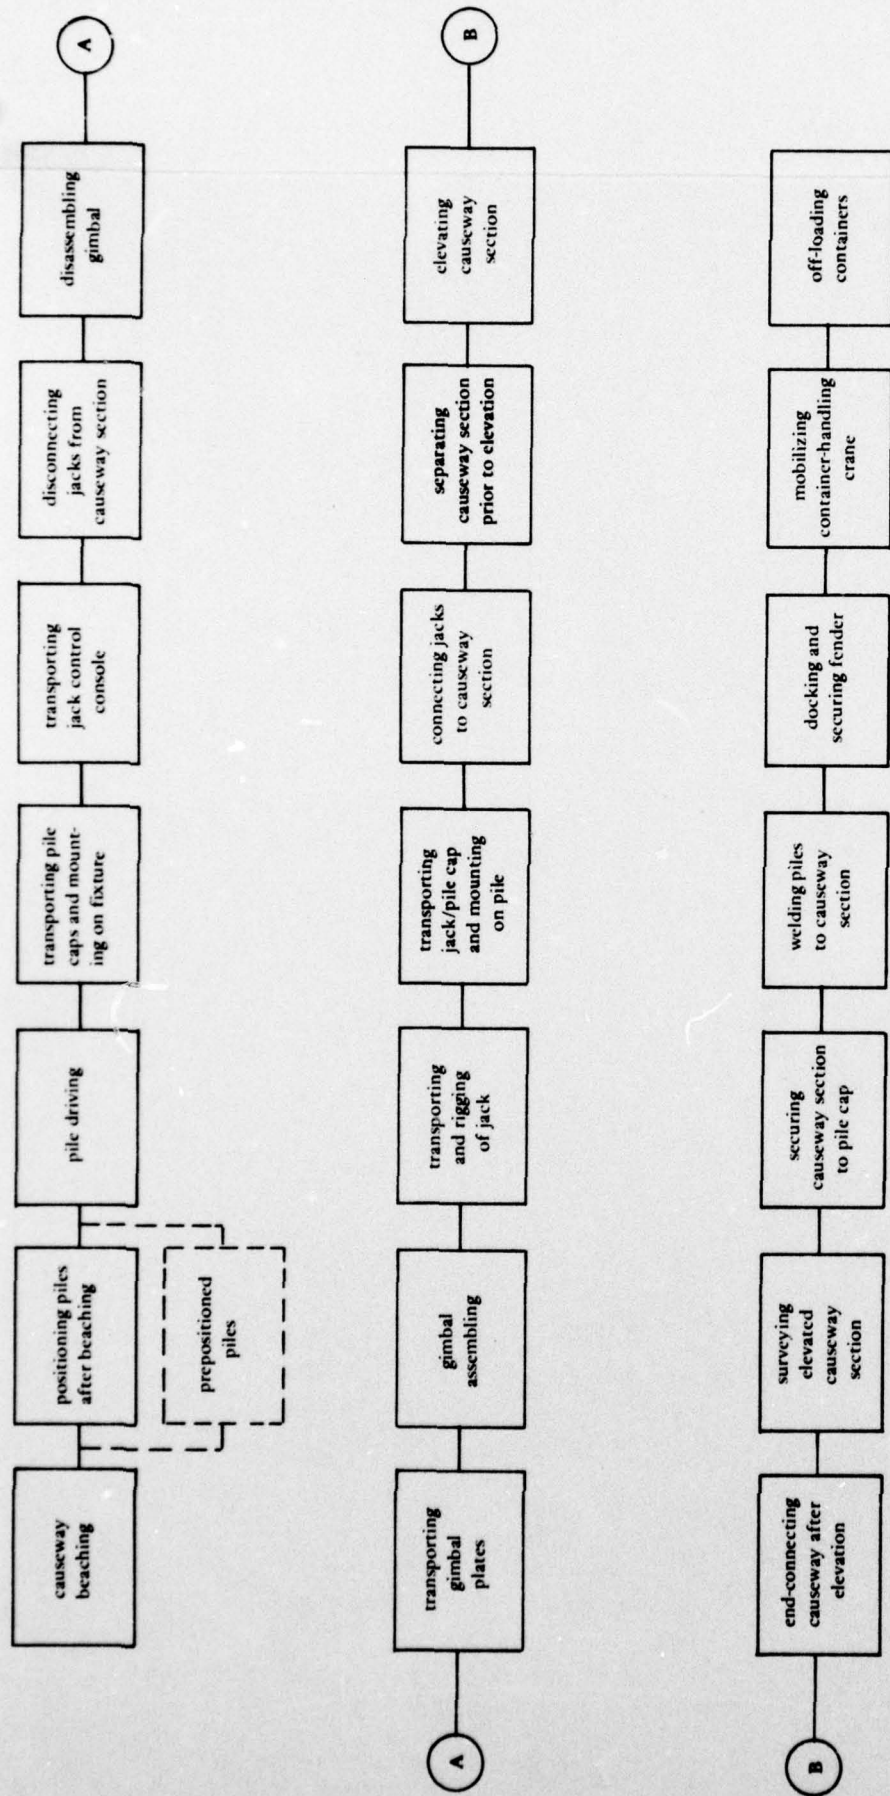 causeway
beaching
positioning piles
after beaching
prepositioned
piles
pile driving
transporting pile
caps and mount-
ing on fixture
transporting
jack control
console
disconnecting
jacks from
causeway section
disassembling
gimbal
A
A
transporting
gimbal
plates
gimbal
assembling
transporting
and rigging
of jack
transporting
jack/pile cap
and mounting
on pile
connecting jacks
to causeway
section
separating
causeway section
prior to elevation
elevating
causeway
section
B
B
end-connecting
causeway after
elevation
surveying
elevated
causeway
section
securing
causeway section
to pile cap
welding piles
to causeway
section
docking and
securing fender
mobilizing
container-handling
crane
off-loading
containers